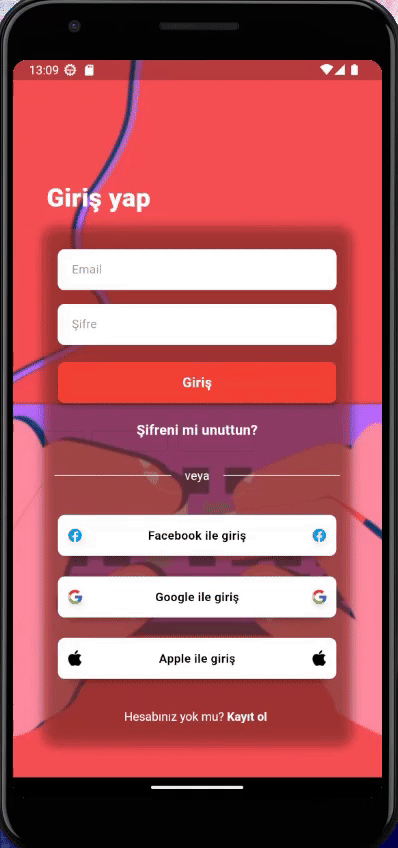 13:09
Giriş yap
Email
Şifre
Giriş
Şifreni mi unuttun?
veya
Facebook ile giriş
Google ile giriş
Apple ile giriş
Hesabınız yok mu? Kayıt ol